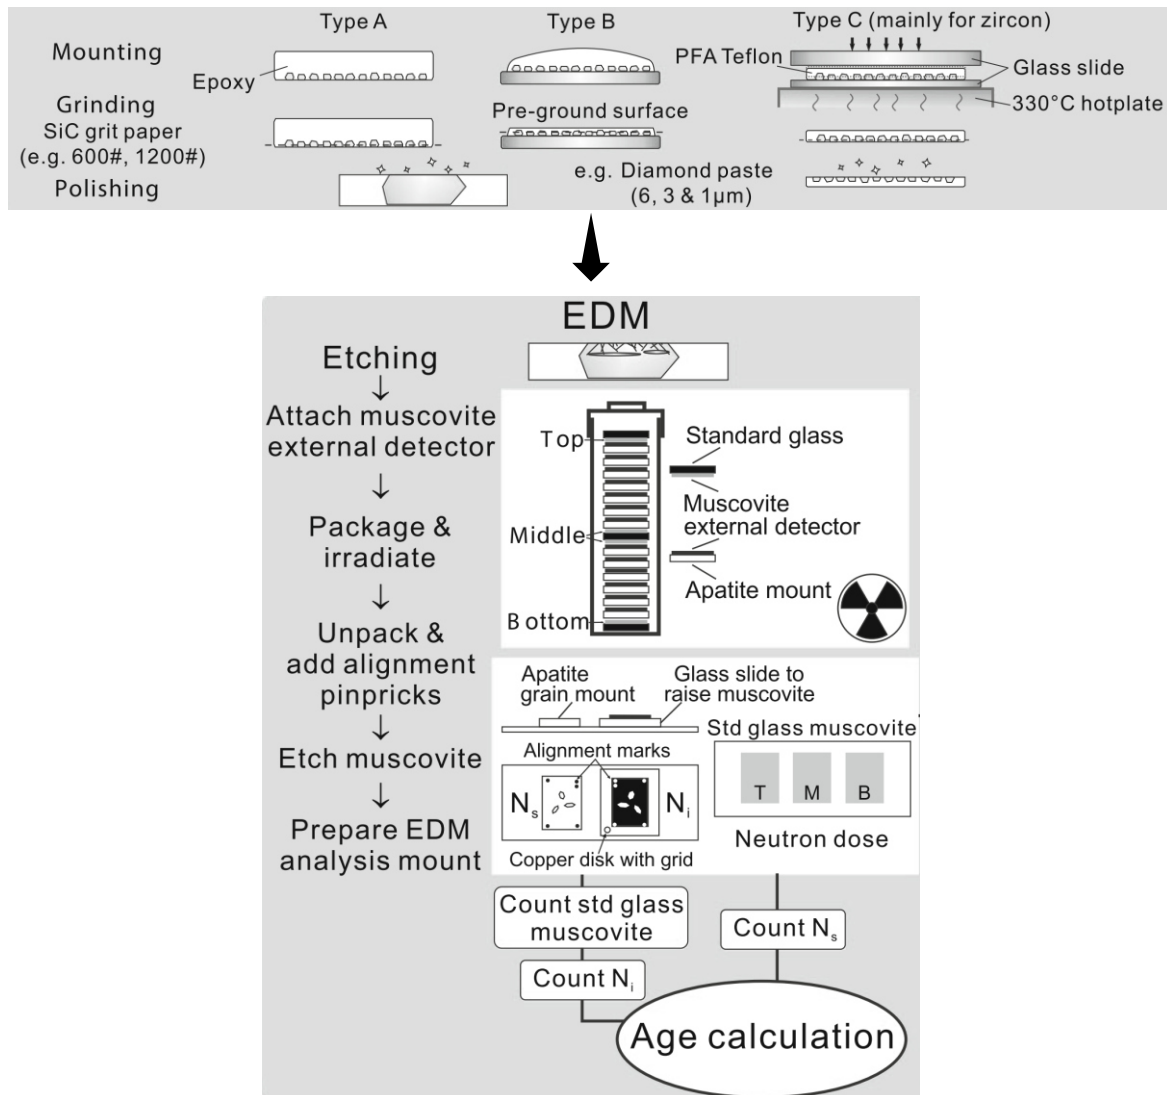 Type A
Type B
Type C (mainly for zircon)
Mounting
Epoxy
PFA Teflon
Glass slide
330°C hotplate
Grinding
SiC grit paper
(e.g. 600#, 1200#)
Pre-ground surface
Polishing
e.g. Diamond paste
(6, 3 & 1µm)
EDM
Etching
Attach muscovite
external detector
Package &
irradiate
Unpack &
add alignment
pinpricks
Etch muscovite
Prepare EDM
analysis mount
Top
Middle
Bottom
Standard glass
Muscovite
external detector
Apatite mount
Apatite
grain mount
Glass slide to
raise muscovite
Alignment marks
Ns
Ni
Copper disk with grid
Std glass muscovite
T M B
Neutron dose
Count std glass
muscovite
Count Ni
Count Ns
Age calculation